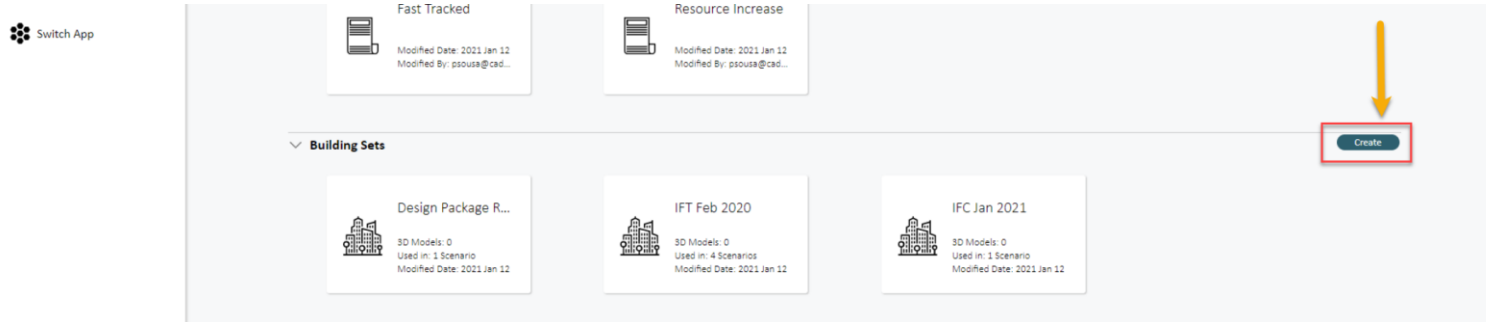 Switch App
Fast Tracked
Modified Date: 2021 Jan 12
Modified By: psousa@cad...
Resource Increase
Modified Date: 2021 Jan 12
Modified By: psousa@cad...
Building Sets
Create
Design Package R...
3D Models: 0
Used in: 1 Scenario
Modified Date: 2021 Jan 12
IFT Feb 2020
3D Models: 0
Used in: 4 Scenarios
Modified Date: 2021 Jan 12
IFC Jan 2021
3D Models: 0
Used in: 1 Scenario
Modified Date: 2021 Jan 12